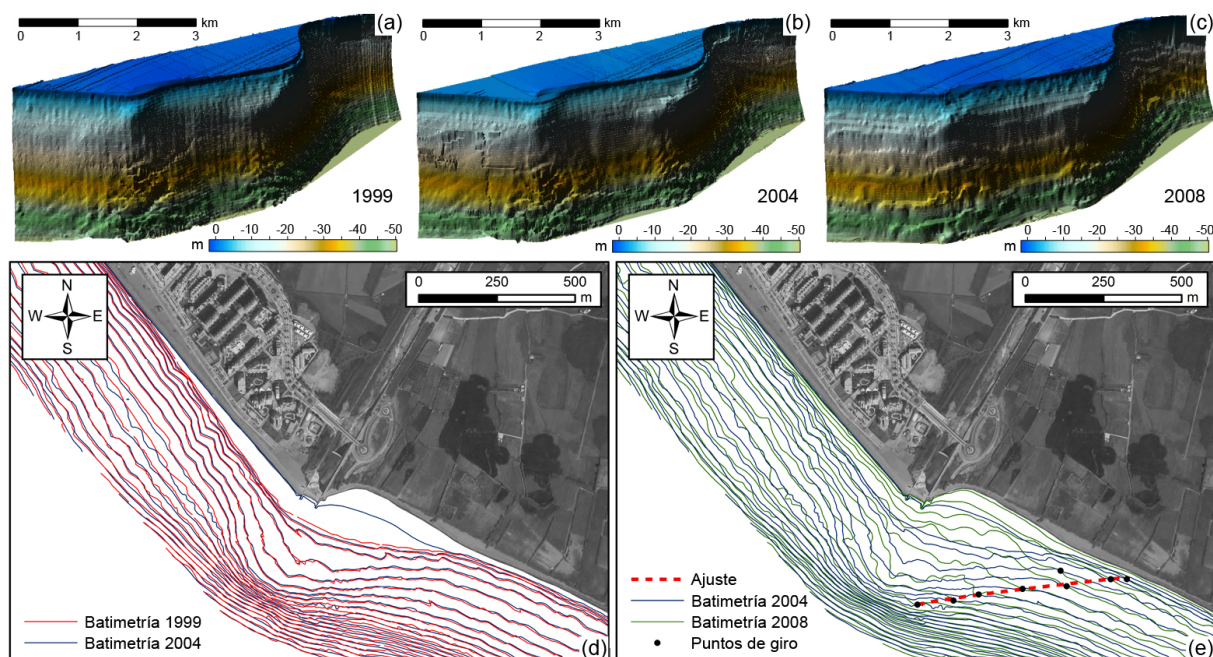 km
0 1 2 3
(a)
1999
0 -10 -20 -30 -40 -50
m
km
0 1 2 3
(b)
2004
0 -10 -20 -30 -40 -50
m
km
0 1 2 3
(c)
2008
0 -10 -20 -30 -40 -50
m
N
W E
S
0 250 500
m
Batimetría 1999
Batimetría 2004
(d)
N
W E
S
0 250 500
m
Ajuste
Batimetría 2004
Batimetría 2008
Puntos de giro
(e)